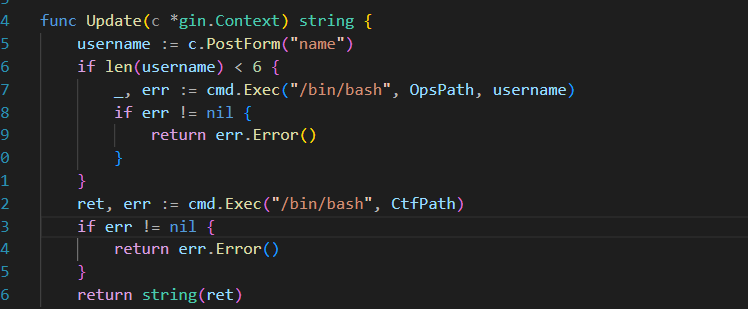 4 func Update(c *gin.Context) string {
5 username := c.PostForm("name")
6 if len(username) < 6 {
7 _, err := cmd.Exec("/bin/bash", OpsPath, username)
8 if err != nil {
9 return err.Error()
0 }
1 }
2 ret, err := cmd.Exec("/bin/bash", CtfPath)
3 if err != nil {
4 return err.Error()
5 }
6 return string(ret)